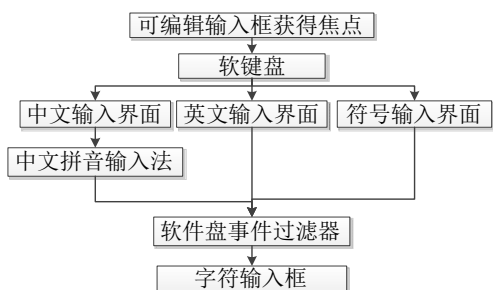 可编辑输入框获得焦点
软键盘
中文输入界面
英文输入界面
符号输入界面
中文拼音输入法
软件盘事件过滤器
字符输入框